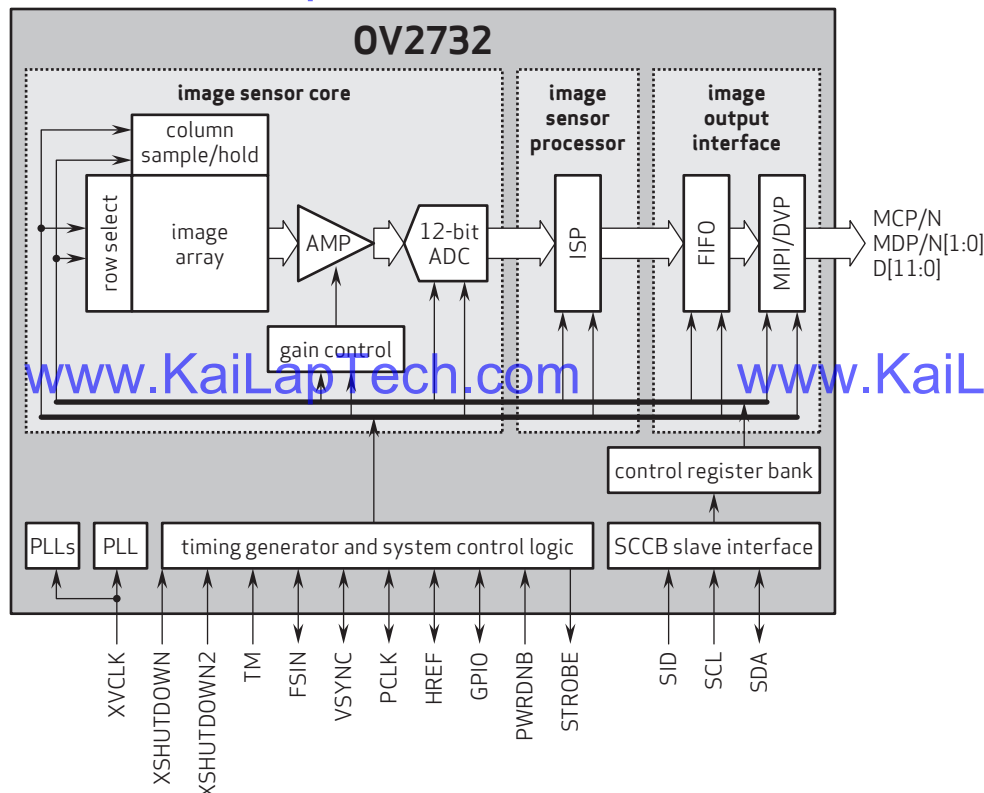 OV2732
image sensor core
image
sensor
processor
image
output
interface
column
sample/hold
row select
image
array
AMP
12-bit
ADC
ISP
FIFO
MIPI/DVP
MCP/N
MDP/N[1:0]
D[11:0]
gain control
www.KaiLapTech.com
www.KaiL
control register bank
PLLs
PLL
timing generator and system control logic
SCCB slave interface
XVCLK
XSHUTDOWN
XSHUTDOWN2
TM
FSIN
VSYNC
PCLK
HREF
GPIO
PWRDNB
STROBE
SID
SCL
SDA